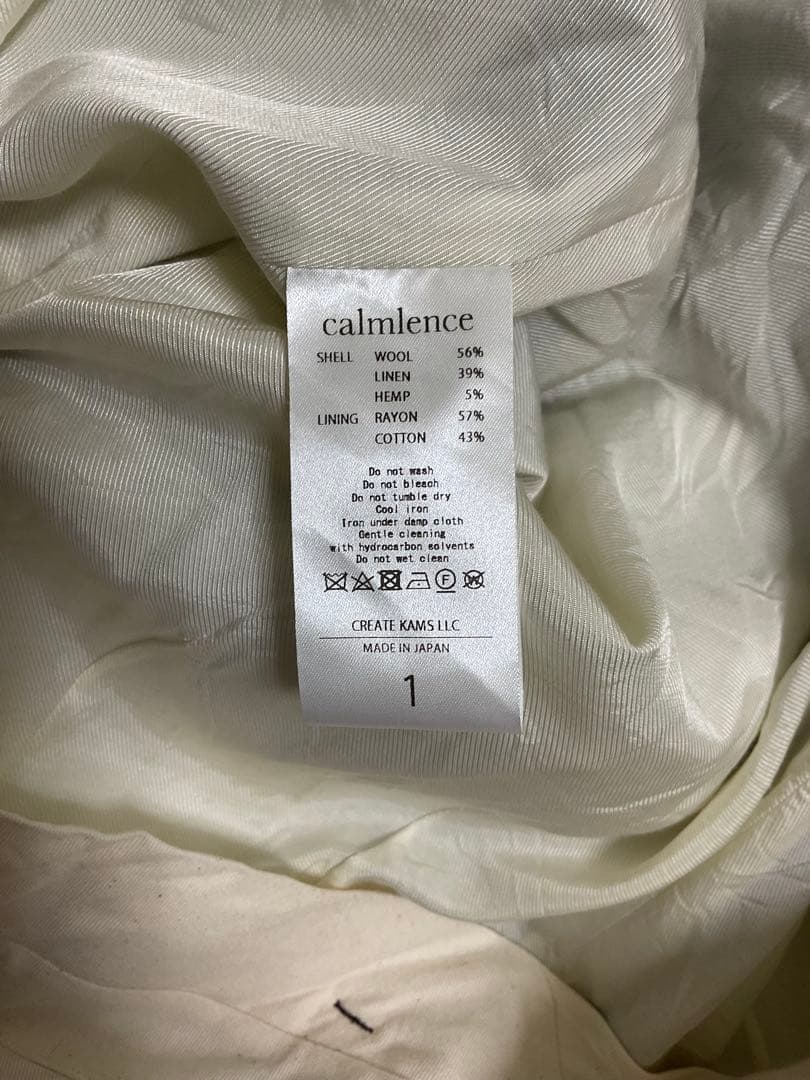 calmlence
SHELL WOOL 56%
LINEN 39%
HEMP 5%
LINING RAYON 57%
COTTON 43%
Do not wash
Do not bleach
Do not tumble dry
Cool iron
Iron under damp cloth
Gentle cleaning
with hydrocarbon solvents
Do not wet clean
F W
CREATE KAMS LLC
MADE IN JAPAN
1